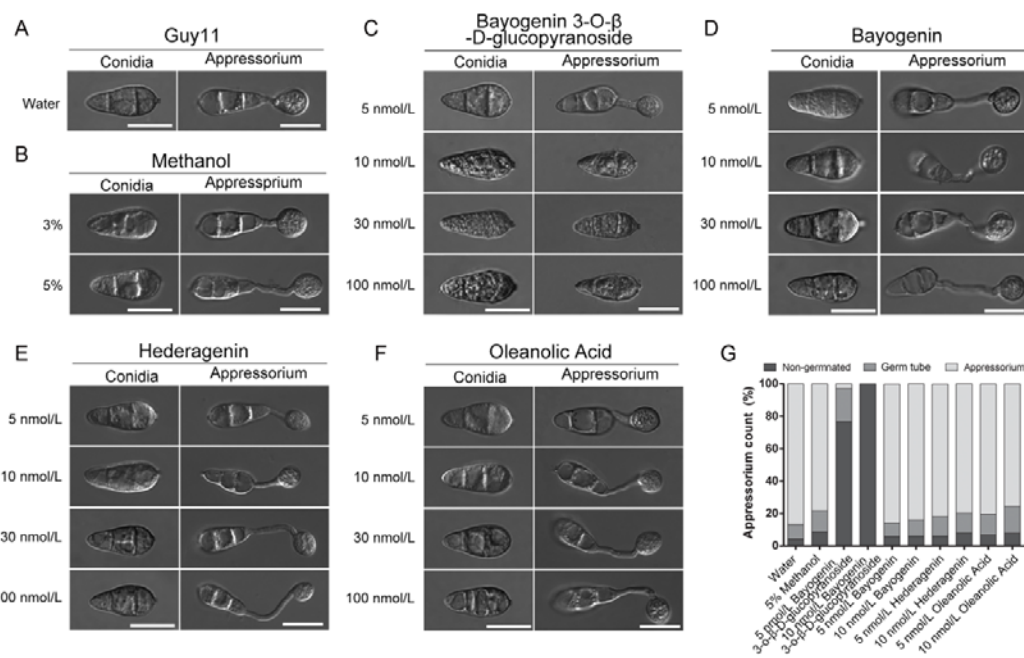 A
Guy11
Conidia Appressorium
Water
B
Methanol
Conidia Appressprium
3%
5%
C
Bayogenin 3-O-β
-D-glucopyranoside
Conidia Appressorium
5 nmol/L
10 nmol/L
30 nmol/L
100 nmol/L
D
Bayogenin
Conidia Appressorium
5 nmol/L
10 nmol/L
30 nmol/L
100 nmol/L
E
Hederagenin
Conidia Appressorium
5 nmol/L
10 nmol/L
30 nmol/L
00 nmol/L
F
Oleanolic Acid
Conidia Appressorium
5 nmol/L
10 nmol/L
30 nmol/L
100 nmol/L
G
Non-germnated Germ tube Appressorium
Appressorium count (%)
100
80
60
40
20
0
Water
5% Methanol
5 nmol/L Bayogenin
3-o-β-D-glucopyranoside
10 nmol/L Bayogenin
3-o-β-D-glucopyranoside
5 nmol/L Bayogenin
10 nmol/L Bayogenin
5 nmol/L Hederagenin
10 nmol/L Hederagenin
5 nmol/L Oleanolic Acid
10 nmol/L Oleanolic Acid